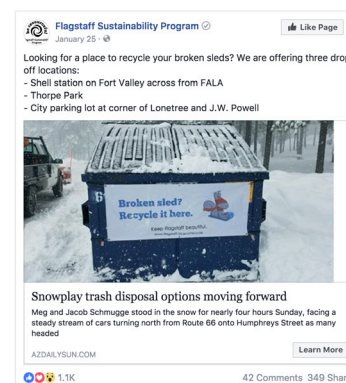 Flagstaff Sustainability Program
Like Page
January 25
Looking for a place to recycle your broken sleds? We are offering three drop
off locations:
- Shell station on Fort Valley across from FALA
- Thorpe Park
- City parking lot at corner of Lonetree and J.W. Powell
Broken sled?
Recycle it here.
Keep flagstaff beautiful.
Snowplay trash disposal options moving forward
Meg and Jacob Schmugge stood in the snow for nearly four hours Sunday, facing a
steady stream of cars turning north from Route 66 onto Humphreys Street as many
headed
Learn More
AZDAILYSUN.COM
1.1K
42 Comments 349 Shar